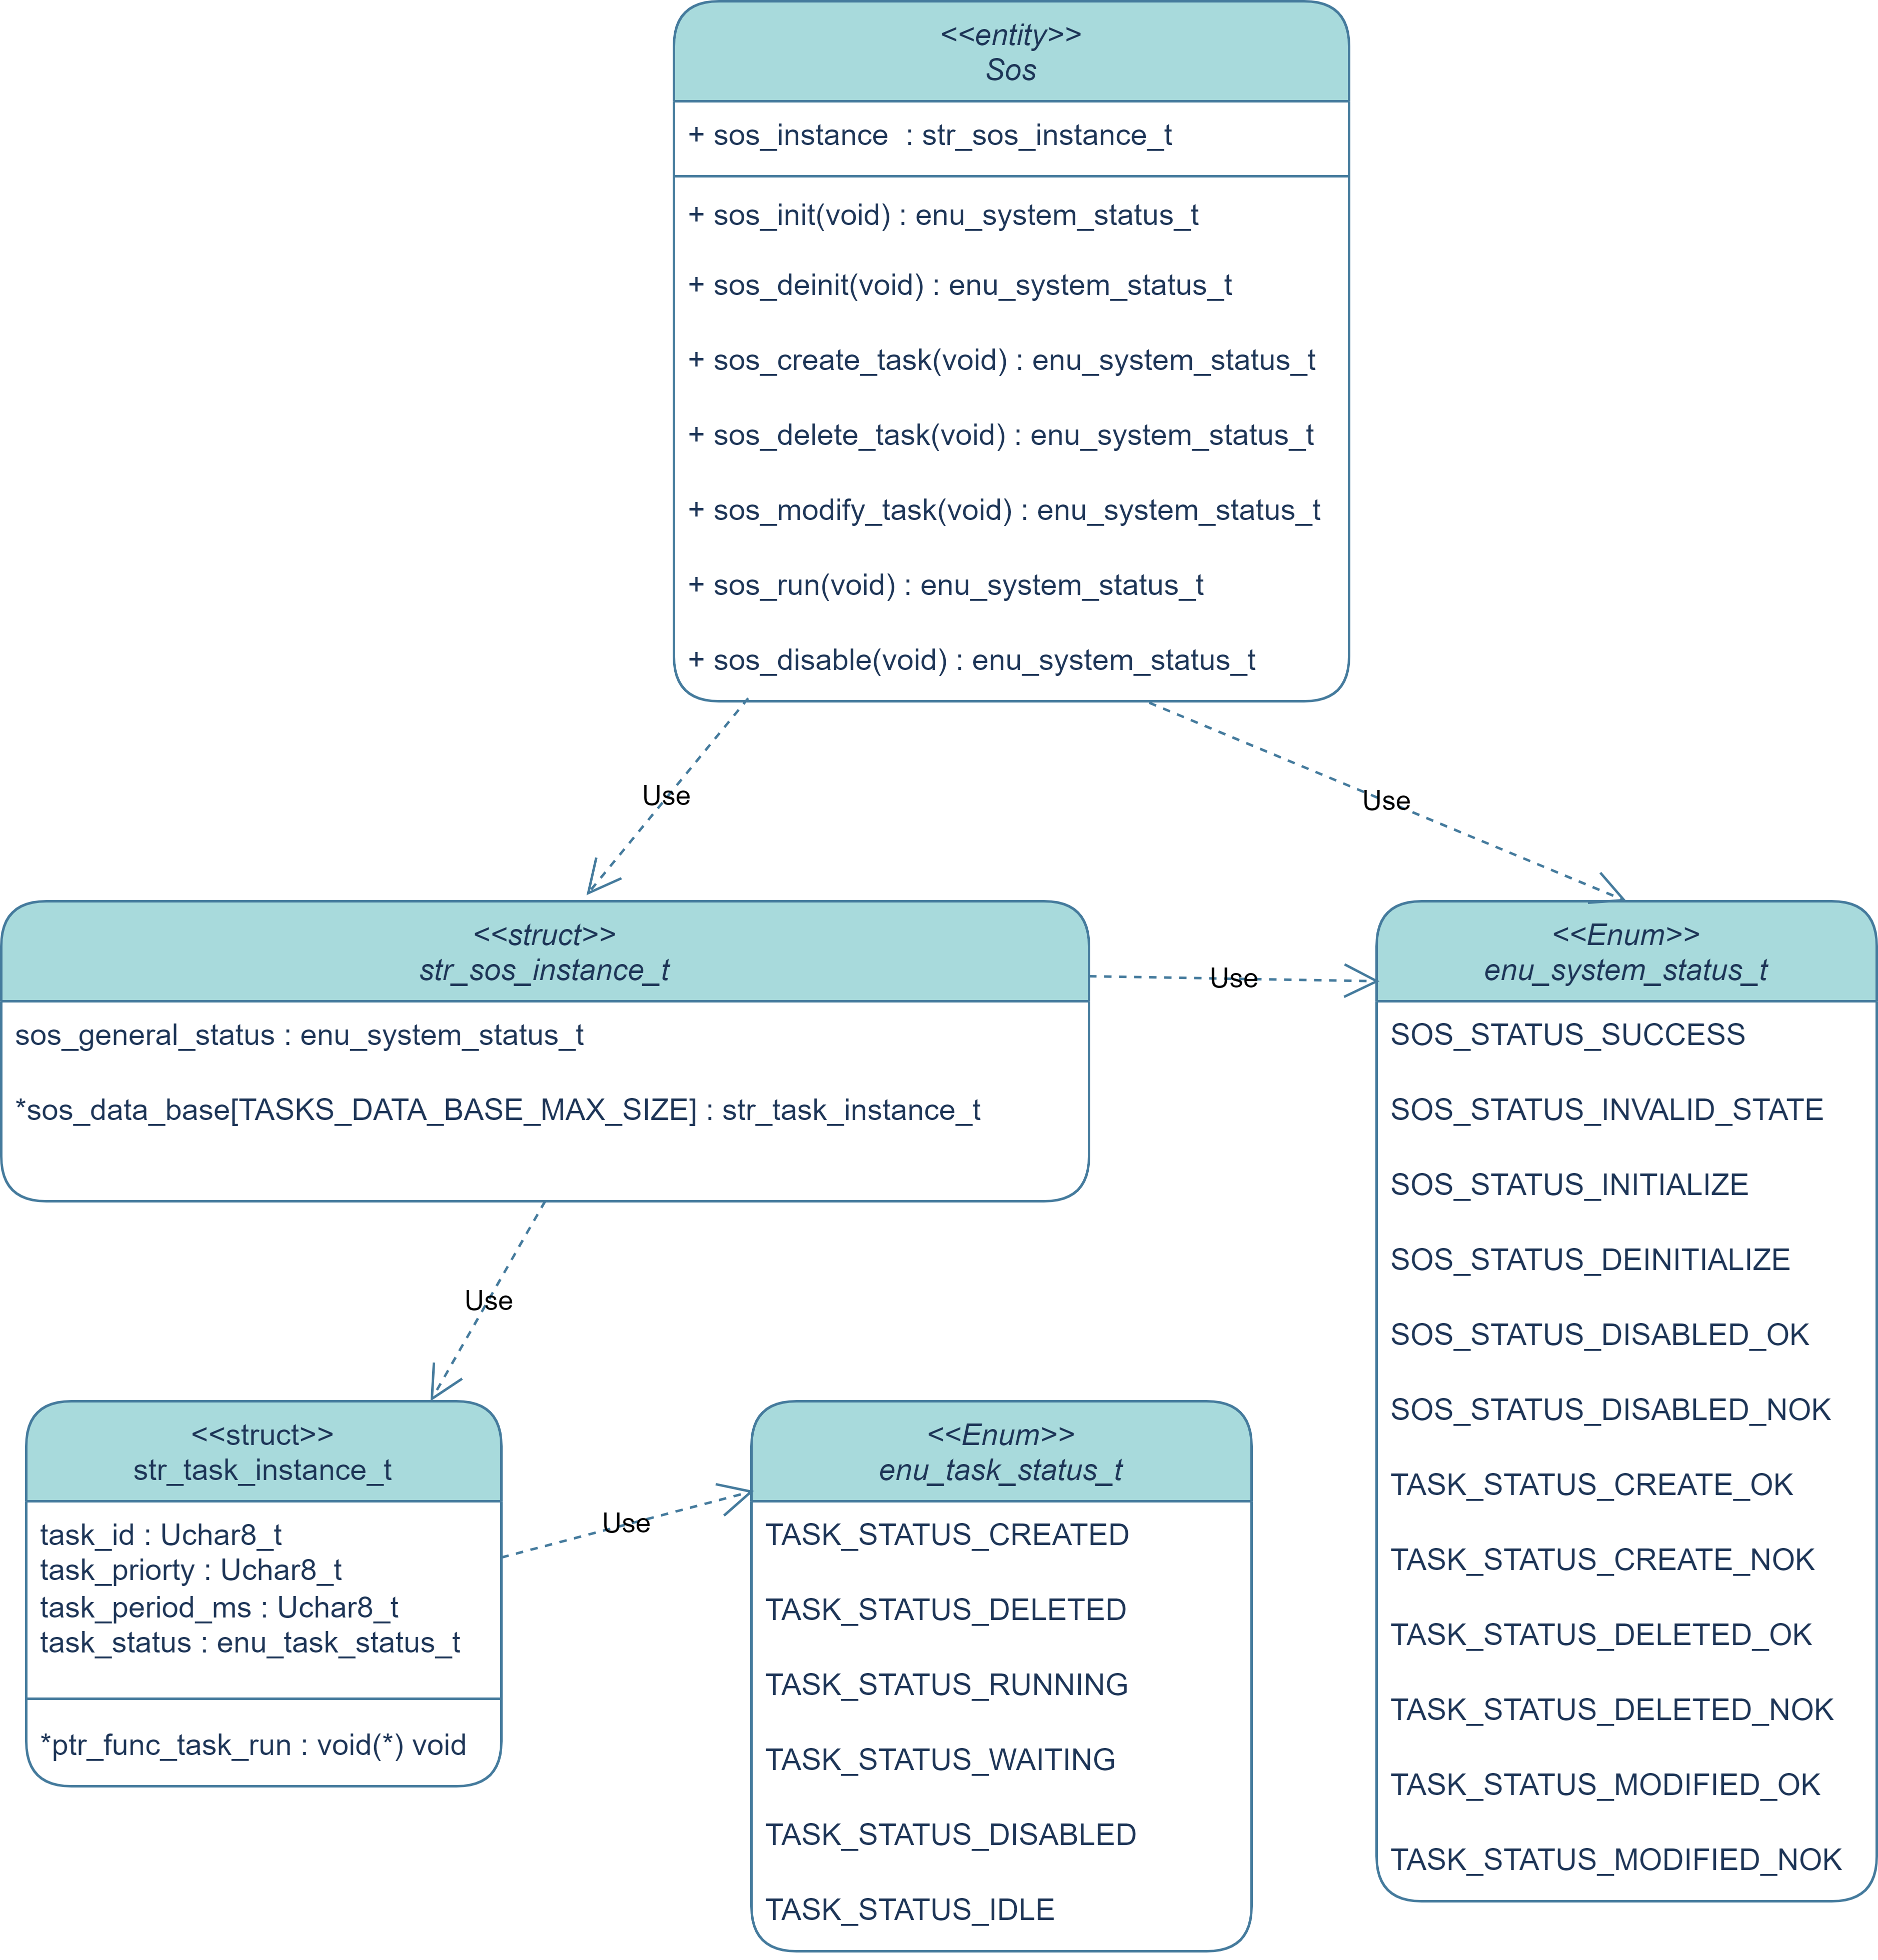 <<entity>>
Sos
+ sos_instance  : str_sos_instance_t
+ sos_init(void) : enu_system_status_t
+ sos_deinit(void) : enu_system_status_t
+ sos_create_task(void) : enu_system_status_t
+ sos_delete_task(void) : enu_system_status_t
+ sos_modify_task(void) : enu_system_status_t
+ sos_run(void) : enu_system_status_t
+ sos_disable(void) : enu_system_status_t
Use
Use
<<struct>>
str_sos_instance_t
sos_general_status : enu_system_status_t
*sos_data_base[TASKS_DATA_BASE_MAX_SIZE] : str_task_instance_t
Use
<<Enum>>
enu_system_status_t
SOS_STATUS_SUCCESS
SOS_STATUS_INVALID_STATE
SOS_STATUS_INITIALIZE
SOS_STATUS_DEINITIALIZE
SOS_STATUS_DISABLED_OK
SOS_STATUS_DISABLED_NOK
TASK_STATUS_CREATE_OK
TASK_STATUS_CREATE_NOK
TASK_STATUS_DELETED_OK
TASK_STATUS_DELETED_NOK
TASK_STATUS_MODIFIED_OK
TASK_STATUS_MODIFIED_NOK
Use
<<struct>>
str_task_instance_t
task_id : Uchar8_t
task_priorty : Uchar8_t
task_period_ms : Uchar8_t
task_status : enu_task_status_t
*ptr_func_task_run : void(*) void
Use
<<Enum>>
enu_task_status_t
TASK_STATUS_CREATED
TASK_STATUS_DELETED
TASK_STATUS_RUNNING
TASK_STATUS_WAITING
TASK_STATUS_DISABLED
TASK_STATUS_IDLE